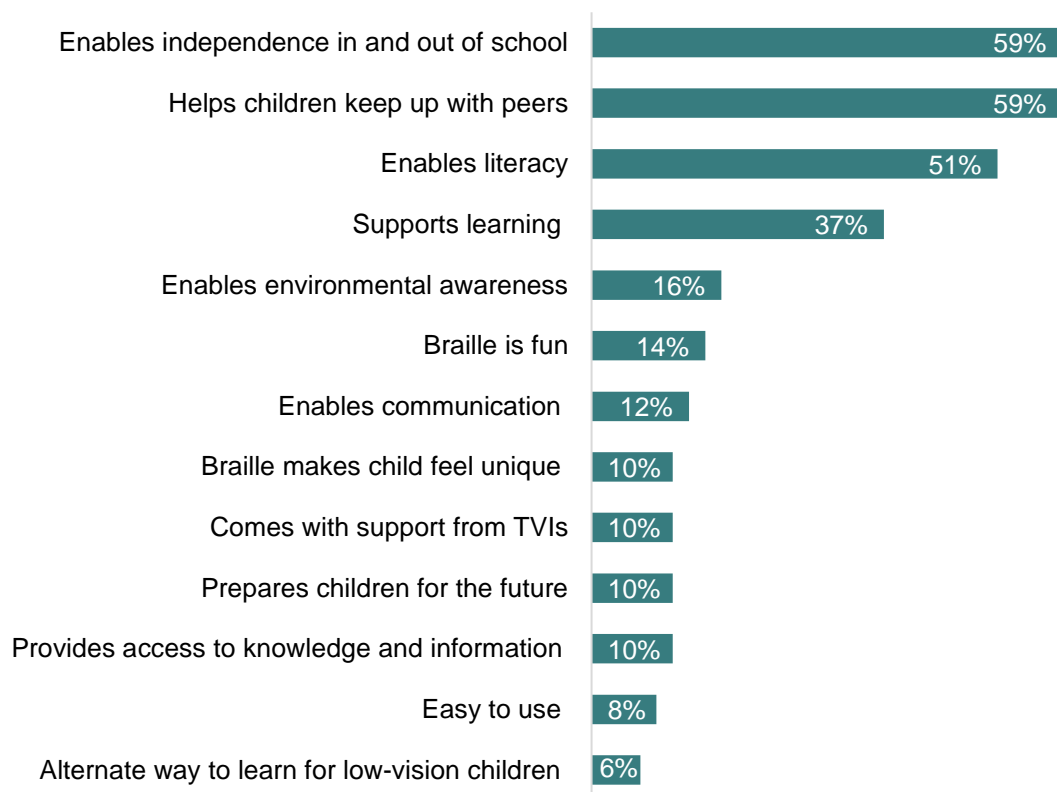 Enables independence in and out of school 59%
Helps children keep up with peers 59%
Enables literacy 51%
Supports learning 37%
Enables environmental awareness 16%
Braille is fun 14%
Enables communication 12%
Braille makes child feel unique 10%
Comes with support from TVIs 10%
Prepares children for the future 10%
Provides access to knowledge and information 10%
Easy to use 8%
Alternate way to learn for low-vision children 6%